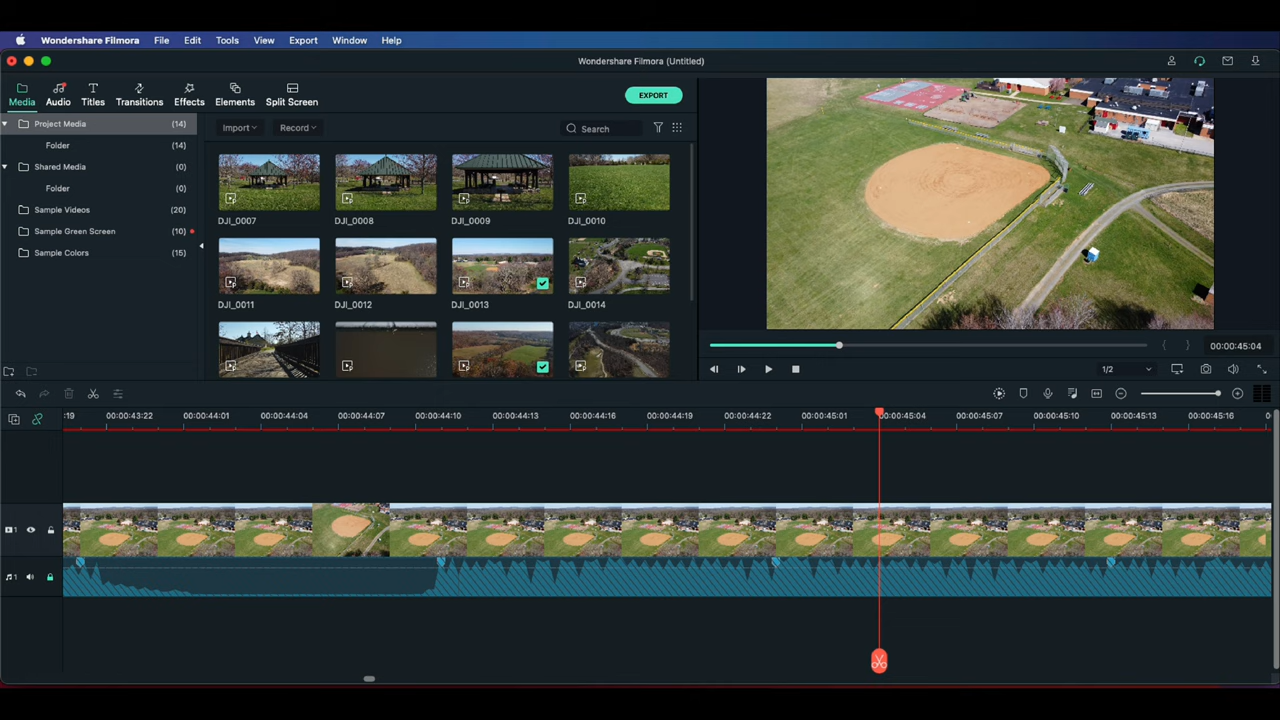 Wondershare Filmora File Edit Tools View Export Window Help
Wondershare Filmora (Untitled)
Media Audio Titles Transitions Effects Elements Split Screen
EXPORT
Project Media (14)
Folder (14)
Shared Media (0)
Folder (0)
Sample Videos (20)
Sample Green Screen (10)
Sample Colors (15)
Import Record Search
DJI_0007 DJI_0008 DJI_0009 DJI_0010
DJI_0011 DJI_0012 DJI_0013 DJI_0014
00:00:45:04
1/2
:19 00:00:43:22 00:00:44:01 00:00:44:04 00:00:44:07 00:00:44:10 00:00:44:13 00:00:44:16 00:00:44:19 00:00:44:22 00:00:45:01 00:00:45:04 00:00:45:07 00:00:45:10 00:00:45:13 00:00:45:16
1
1